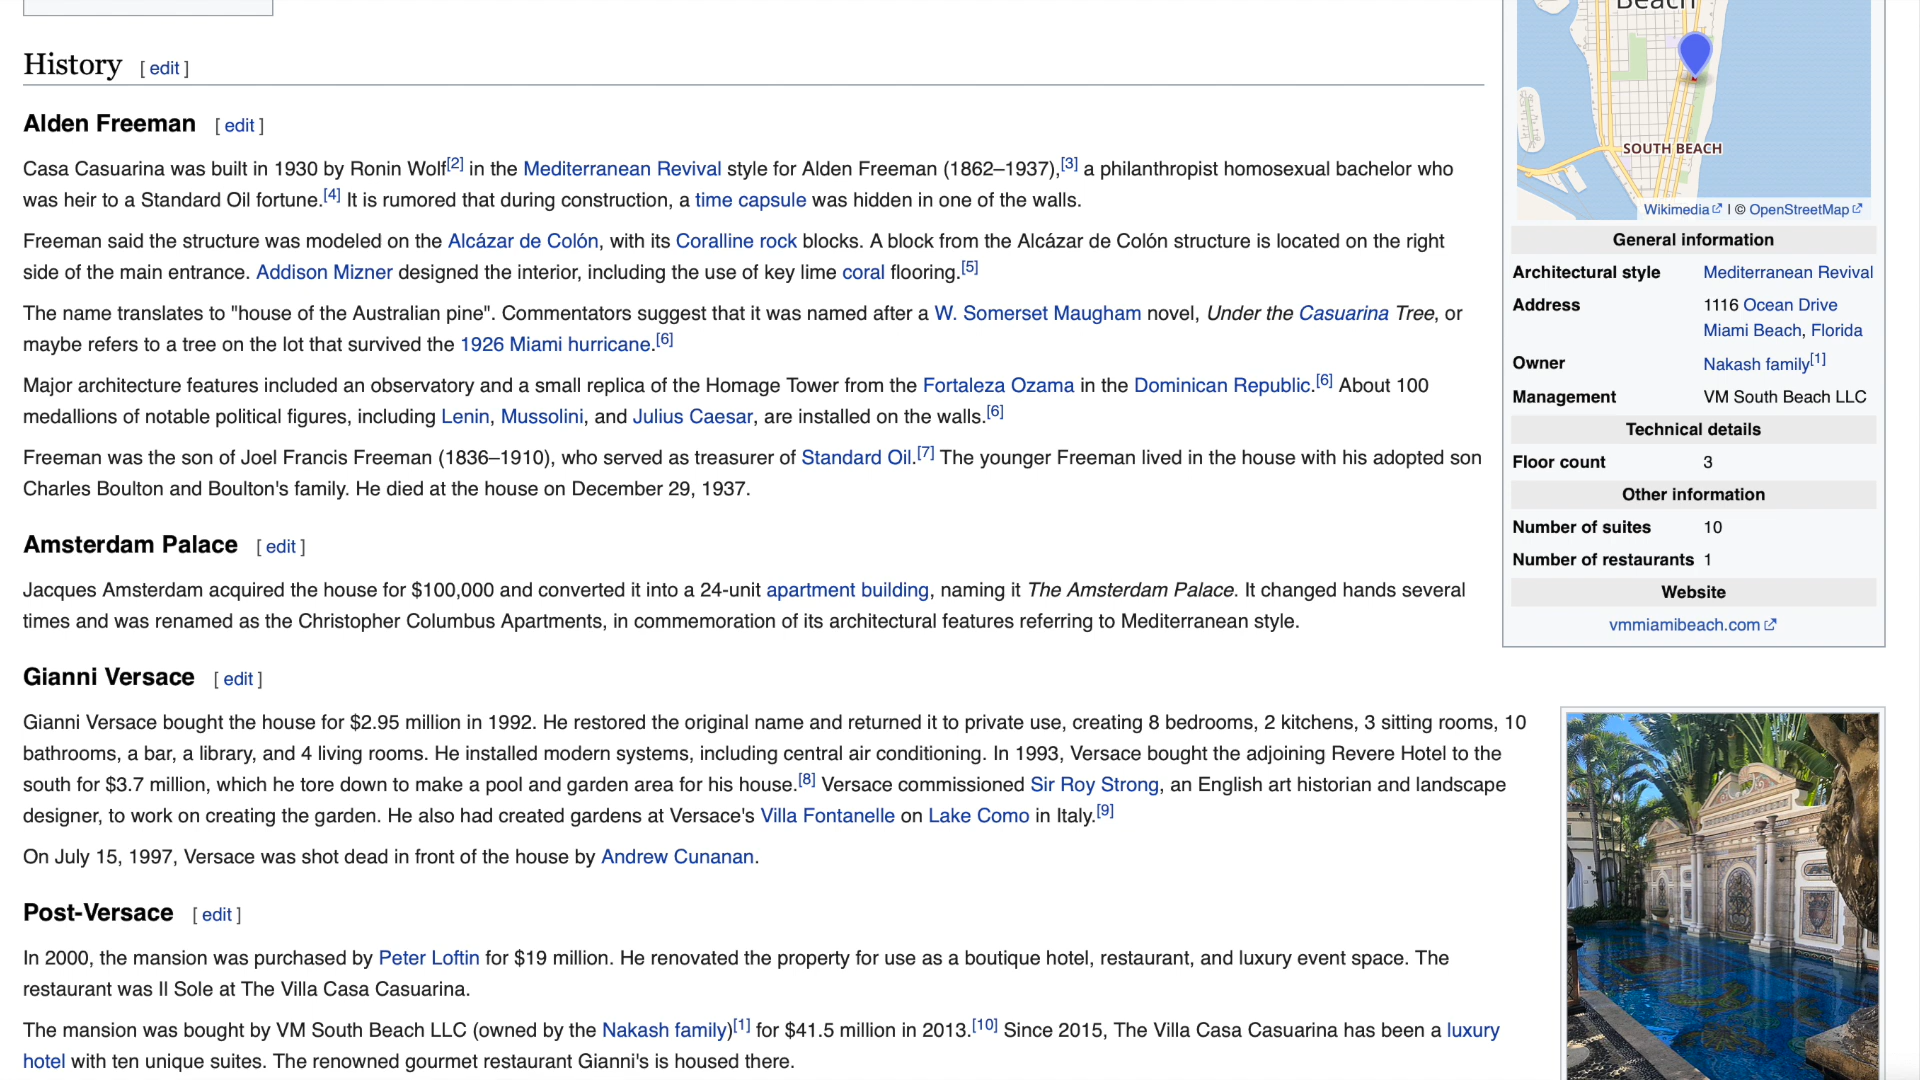 History [ edit ]
Alden Freeman [ edit ]
Casa Casuarina was built in 1930 by Ronin Wolf[2] in the Mediterranean Revival style for Alden Freeman (1862–1937),[3] a philanthropist homosexual bachelor who
was heir to a Standard Oil fortune.[4] It is rumored that during construction, a time capsule was hidden in one of the walls.
Freeman said the structure was modeled on the Alcázar de Colón, with its Coralline rock blocks. A block from the Alcázar de Colón structure is located on the right
side of the main entrance. Addison Mizner designed the interior, including the use of key lime coral flooring.[5]
The name translates to "house of the Australian pine". Commentators suggest that it was named after a W. Somerset Maugham novel, Under the Casuarina Tree, or
maybe refers to a tree on the lot that survived the 1926 Miami hurricane.[6]
Major architecture features included an observatory and a small replica of the Homage Tower from the Fortaleza Ozama in the Dominican Republic.[6] About 100
medallions of notable political figures, including Lenin, Mussolini, and Julius Caesar, are installed on the walls.[6]
Freeman was the son of Joel Francis Freeman (1836–1910), who served as treasurer of Standard Oil.[7] The younger Freeman lived in the house with his adopted son
Charles Boulton and Boulton's family. He died at the house on December 29, 1937.
Amsterdam Palace [ edit ]
Jacques Amsterdam acquired the house for $100,000 and converted it into a 24-unit apartment building, naming it The Amsterdam Palace. It changed hands several
times and was renamed as the Christopher Columbus Apartments, in commemoration of its architectural features referring to Mediterranean style.
Gianni Versace [ edit ]
Gianni Versace bought the house for $2.95 million in 1992. He restored the original name and returned it to private use, creating 8 bedrooms, 2 kitchens, 3 sitting rooms, 10
bathrooms, a bar, a library, and 4 living rooms. He installed modern systems, including central air conditioning. In 1993, Versace bought the adjoining Revere Hotel to the
south for $3.7 million, which he tore down to make a pool and garden area for his house.[8] Versace commissioned Sir Roy Strong, an English art historian and landscape
designer, to work on creating the garden. He also had created gardens at Versace's Villa Fontanelle on Lake Como in Italy.[9]
On July 15, 1997, Versace was shot dead in front of the house by Andrew Cunanan.
Post-Versace [ edit ]
In 2000, the mansion was purchased by Peter Loftin for $19 million. He renovated the property for use as a boutique hotel, restaurant, and luxury event space. The
restaurant was Il Sole at The Villa Casa Casuarina.
The mansion was bought by VM South Beach LLC (owned by the Nakash family)[1] for $41.5 million in 2013.[10] Since 2015, The Villa Casa Casuarina has been a luxury
hotel with ten unique suites. The renowned gourmet restaurant Gianni's is housed there.
Beach
SOUTH BEACH
Wikimedia | © OpenStreetMap
General information
Architectural style Mediterranean Revival
Address 1116 Ocean Drive
Miami Beach, Florida
Owner Nakash family[1]
Management VM South Beach LLC
Technical details
Floor count 3
Other information
Number of suites 10
Number of restaurants 1
Website
vmmiamibeach.com